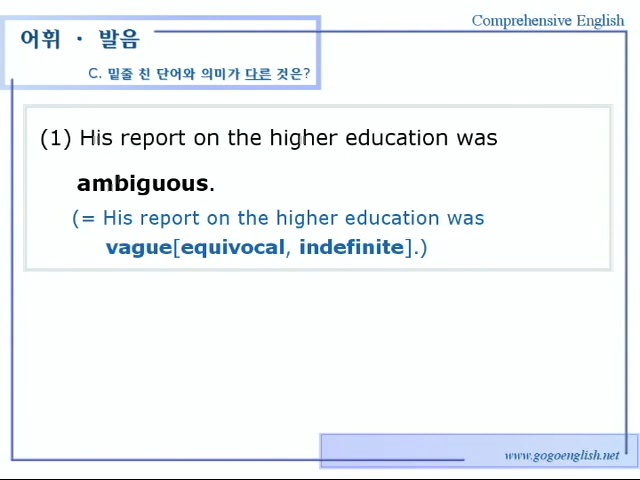 Comprehensive English
어휘 · 발음
C. 밑줄 친 단어와 의미가 다른 것은?
(1) His report on the higher education was
ambiguous.
(= His report on the higher education was
vague[equivocal, indefinite].)
www.gogoenglish.net